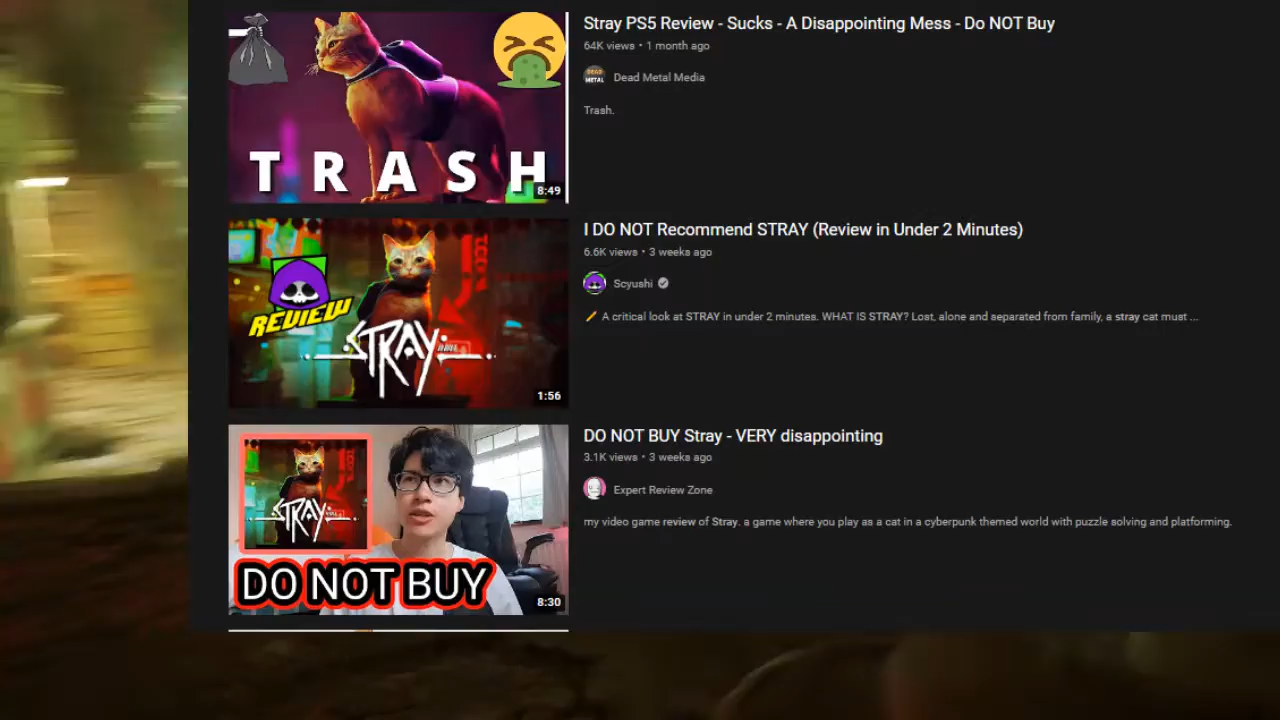 Stray PS5 Review - Sucks - A Disappointing Mess - Do NOT Buy
64K views • 1 month ago
DEAD METAL
Dead Metal Media
Trash.
TRASH
8:49
I DO NOT Recommend STRAY (Review in Under 2 Minutes)
6.6K views • 3 weeks ago
Scyushi
A critical look at STRAY in under 2 minutes. WHAT IS STRAY? Lost, alone and separated from family, a stray cat must ...
REVIEW
STRAY
1:56
DO NOT BUY Stray - VERY disappointing
3.1K views • 3 weeks ago
Expert Review Zone
my video game review of Stray. a game where you play as a cat in a cyberpunk themed world with puzzle solving and platforming.
STRAY
DO NOT BUY
8:30